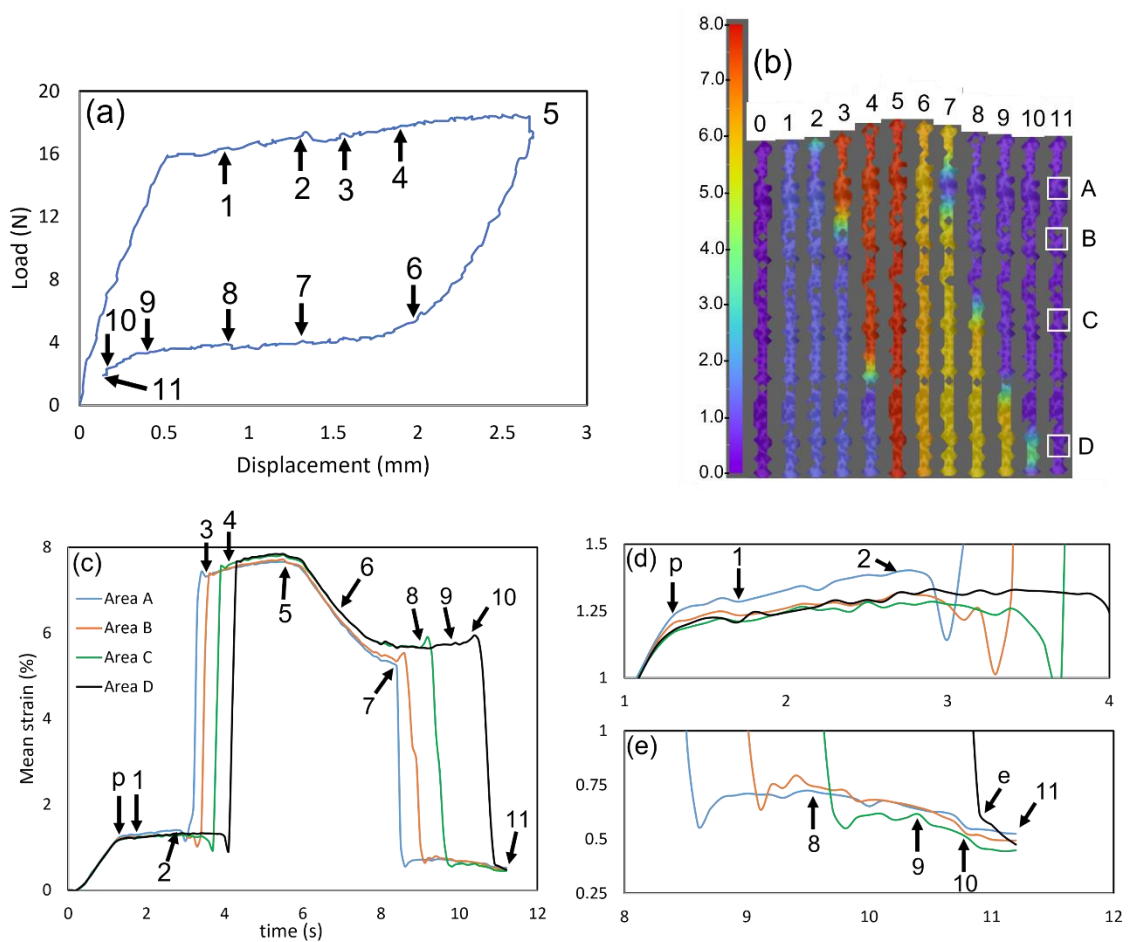 (a)
Load (N)
20
16
12
8
4
0
5
1
2
3
4
6
7
8
9
10
11
0
0.5
1
1.5
2
2.5
3
Displacement (mm)
(b)
8.0
7.0
6.0
5.0
4.0
3.0
2.0
1.0
0.0
0 1 2 3 4 5 6 7 8 9 10 11
A
B
C
D
(c)
Mean strain (%)
8
6
4
2
0
3
4
5
6
7
8
9
10
11
p
1
2
Area A
Area B
Area C
Area D
0 2 4 6 8 10 12
time (s)
(d)
1.5
1.25
1
p
1
2
1 2 3 4
(e)
1
0.75
0.5
0.25
8
9
10
e
11
8 9 10 11 12